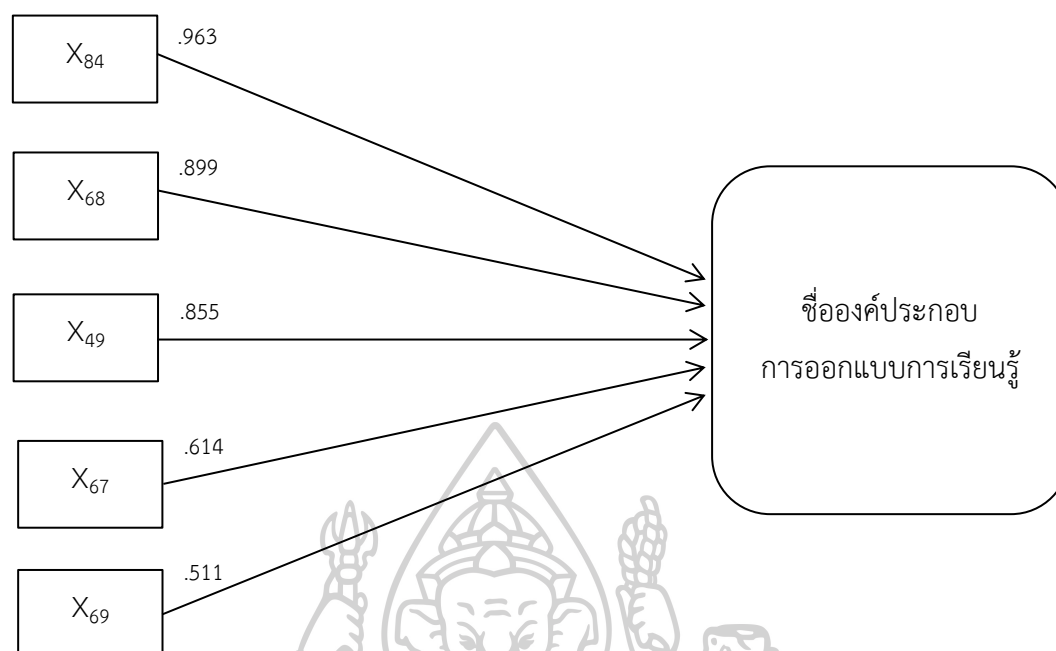 X₈₄
.963
X₆₈
.899
X₄₉
.855
X₆₇
.614
X₆₉
.511
ชื่อองค์ประกอบ
การออกแบบการเรียนรู้